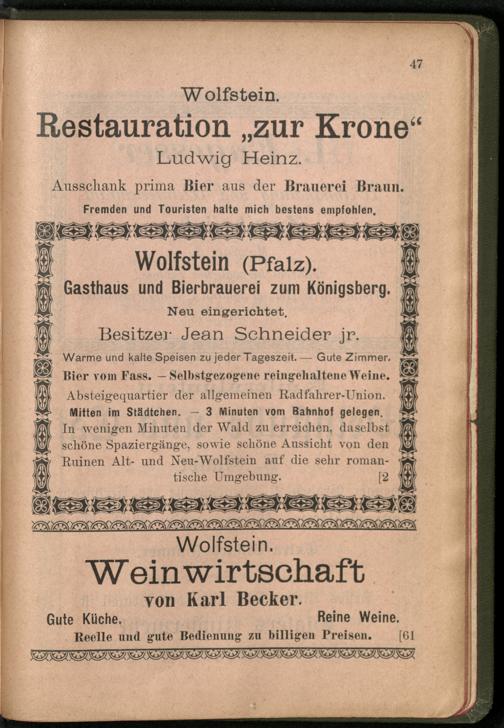 47
Wolfstein.
Restauration „zur Krone“
Ludwig Heinz.
Ausschank prima Bier aus der Brauerei Braun.
Fremden und Touristen halte mich bestens empfohlen.
Wolfstein (Pfalz).
Gasthaus und Bierbrauerei zum Königsberg.
Neu eingerichtet.
Besitzer Jean Schneider jr.
Warme und kalte Speisen zu jeder Tageszeit. — Gute Zimmer.
Bier vom Fass. — Selbstgezogene reingehaltene Weine.
Absteigequartier der allgemeinen Radfahrer-Union.
Mitten im Städtchen. — 3 Minuten vom Bahnhof gelegen.
In wenigen Minuten der Wald zu erreichen, daselbst
schöne Spaziergänge, sowie schöne Aussicht von den
Ruinen Alt- und Neu-Wolfstein auf die sehr roman-
tische Umgebung. [2
Wolfstein.
Weinwirtschaft
von Karl Becker.
Gute Küche. Reine Weine.
Reelle und gute Bedienung zu billigen Preisen. [61